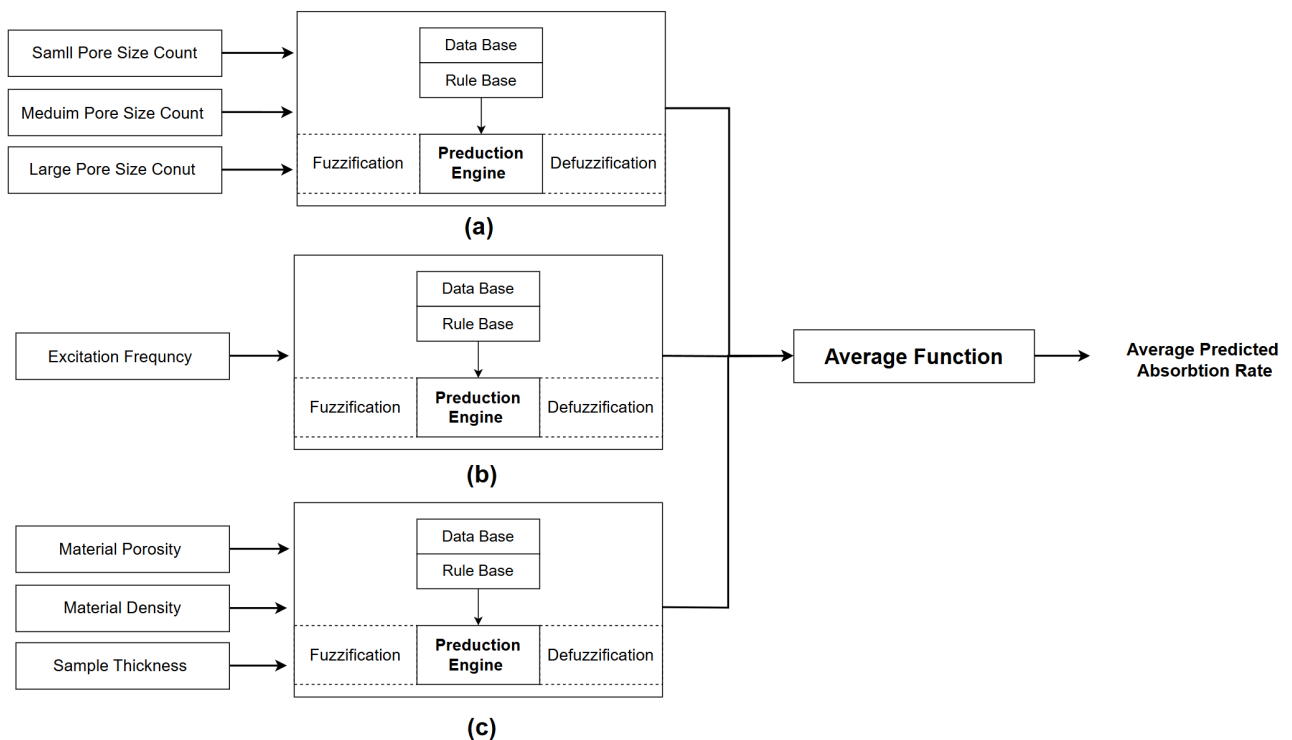 Samll Pore Size Count
Meduim Pore Size Count
Large Pore Size Conut
Data Base
Rule Base
Fuzzification
Preduction
Engine
Defuzzification
(a)
Excitation Frequncy
Data Base
Rule Base
Fuzzification
Preduction
Engine
Defuzzification
(b)
Material Porosity
Material Density
Sample Thickness
Data Base
Rule Base
Fuzzification
Preduction
Engine
Defuzzification
(c)
Average Function
Average Predicted
Absorbtion Rate